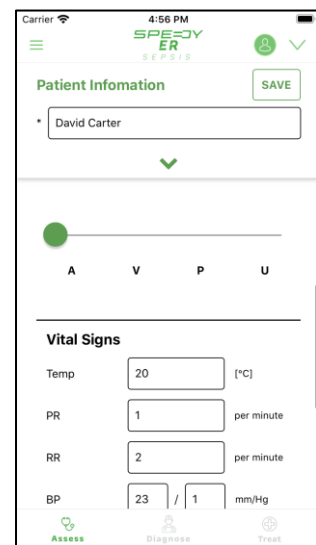 Carrier 4:56 PM
SPEEDY
ER
SEPSIS
Patient Infomation SAVE
* David Carter
A V P U
Vital Signs
Temp 20 [°C]
PR 1 per minute
RR 2 per minute
BP 23 / 1 mm/Hg
Assess Diagnose Treat